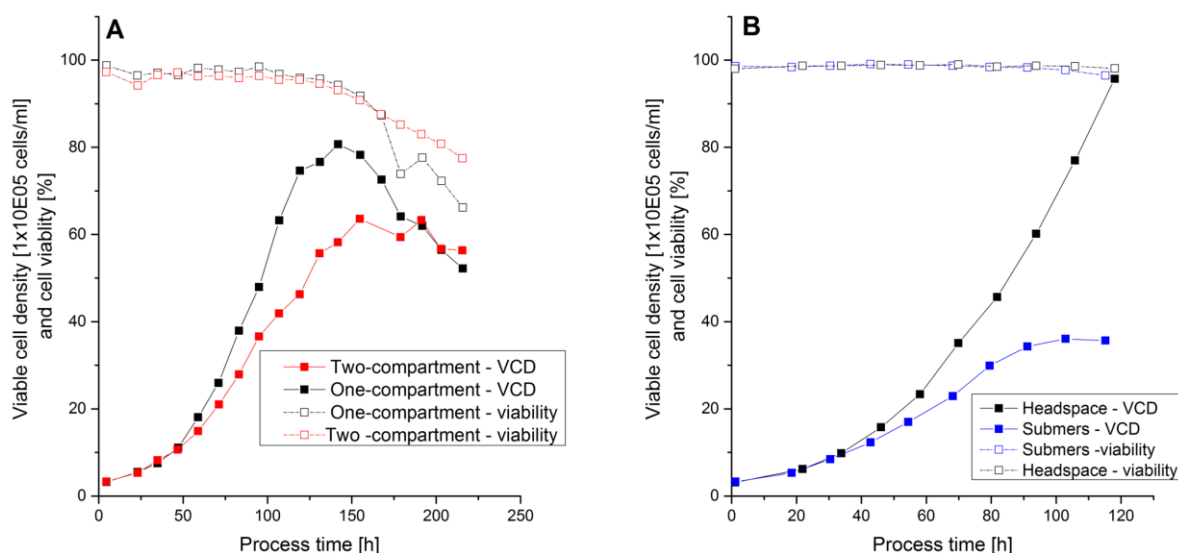 A
Viable cell density [1x10E05 cells/ml]
and cell viablity [%]
100
80
60
40
20
0
Two-compartment - VCD
One-compartment - VCD
One-compartment - viability
Two -compartment - viability
0 50 100 150 200 250
Process time [h]
B
Viable cell density [1x10E05 cells/ml]
and cell viability [%]
100
80
60
40
20
0
Headspace - VCD
Submers - VCD
Submers -viability
Headspace - viability
0 20 40 60 80 100 120
Process time [h]